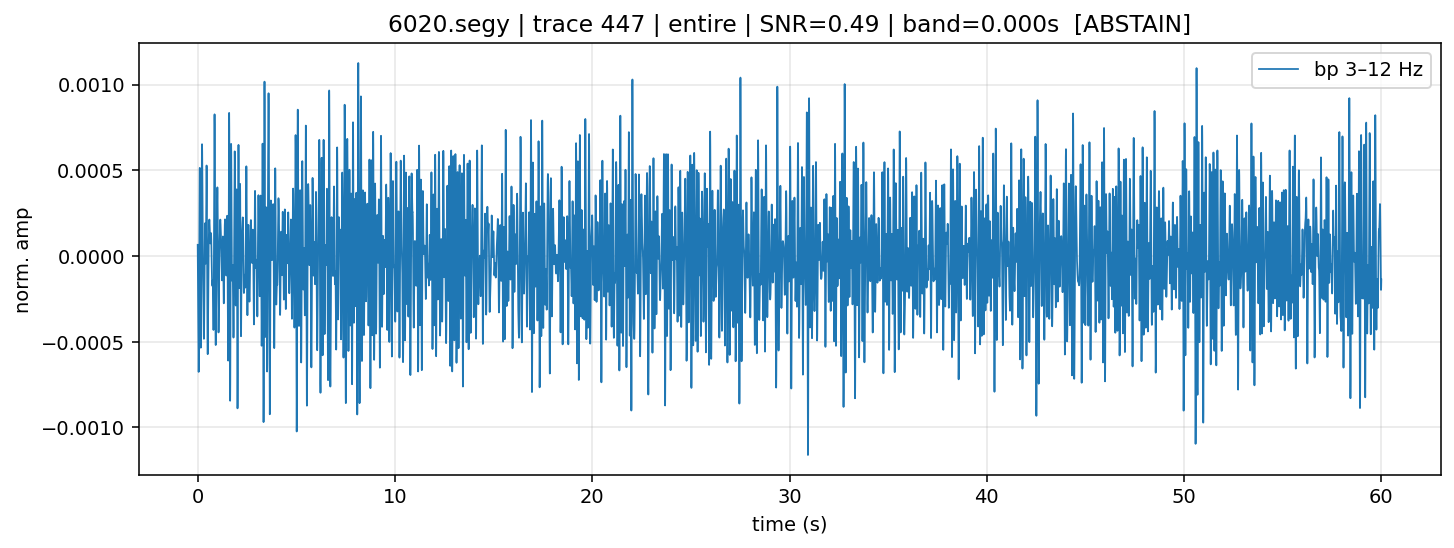 6020.segy | trace 447 | entire | SNR=0.49 | band=0.000s  [ABSTAIN]
bp 3–12 Hz
0.0010
0.0005
0.0000
−0.0005
−0.0010
norm. amp
0 10 20 30 40 50 60
time (s)